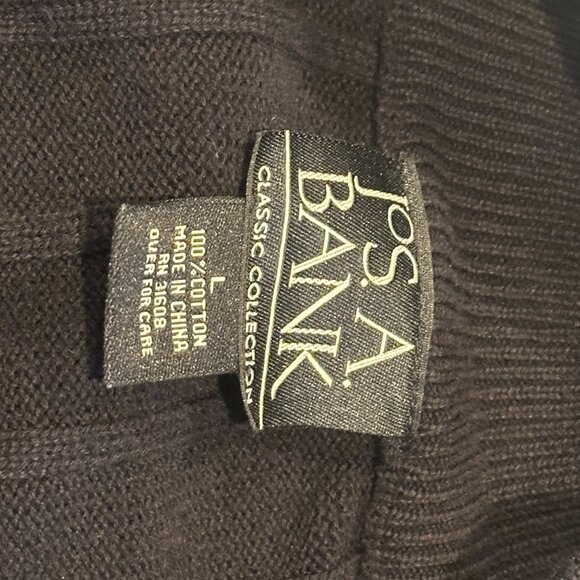 JOS. A.
BANK
CLASSIC COLLECTION
L
100% COTTON
MADE IN CHINA
RN 31608
OVER FOR CARE